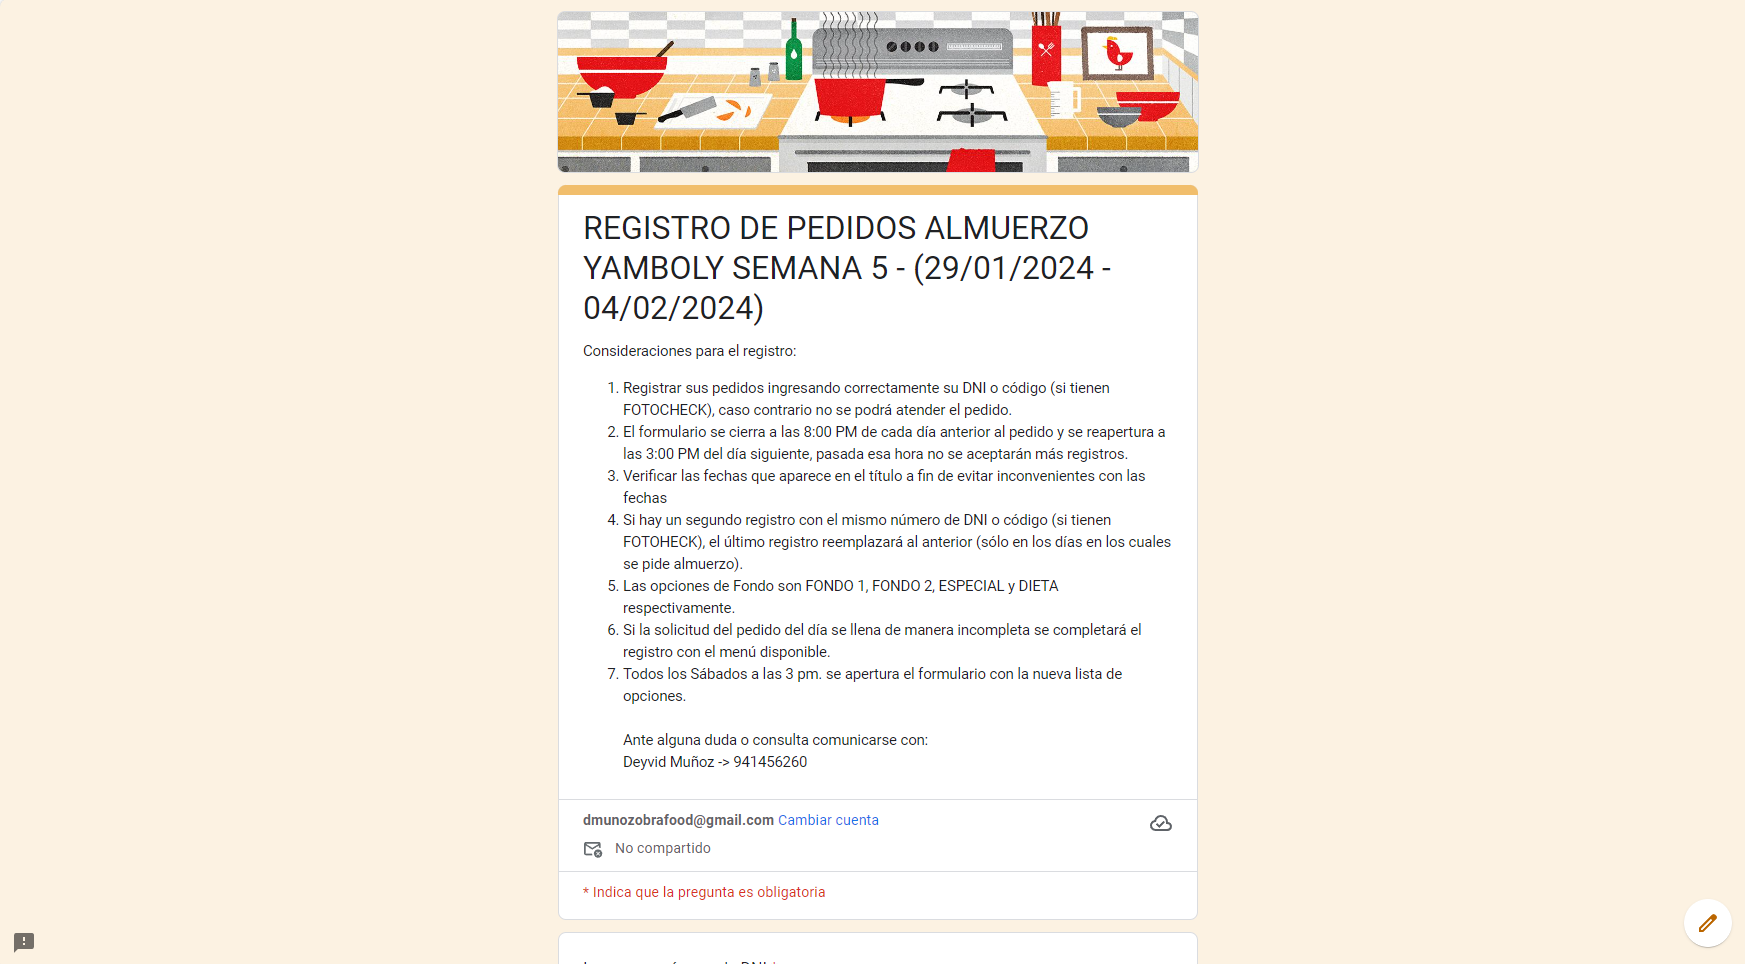 REGISTRO DE PEDIDOS ALMUERZO
YAMBOLY SEMANA 5 - (29/01/2024 -
04/02/2024)
Consideraciones para el registro:
1. Registrar sus pedidos ingresando correctamente su DNI o código (si tienen
FOTOCHECK), caso contrario no se podrá atender el pedido.
2. El formulario se cierra a las 8:00 PM de cada día anterior al pedido y se reapertura a
las 3:00 PM del día siguiente, pasada esa hora no se aceptarán más registros.
3. Verificar las fechas que aparece en el título a fin de evitar inconvenientes con las
fechas
4. Si hay un segundo registro con el mismo número de DNI o código (si tienen
FOTOHECK), el último registro reemplazará al anterior (sólo en los días en los cuales
se pide almuerzo).
5. Las opciones de Fondo son FONDO 1, FONDO 2, ESPECIAL y DIETA
respectivamente.
6. Si la solicitud del pedido del día se llena de manera incompleta se completará el
registro con el menú disponible.
7. Todos los Sábados a las 3 pm. se apertura el formulario con la nueva lista de
opciones.
Ante alguna duda o consulta comunicarse con:
Deyvid Muñoz -> 941456260
dmunozobrafood@gmail.com Cambiar cuenta
No compartido
* Indica que la pregunta es obligatoria